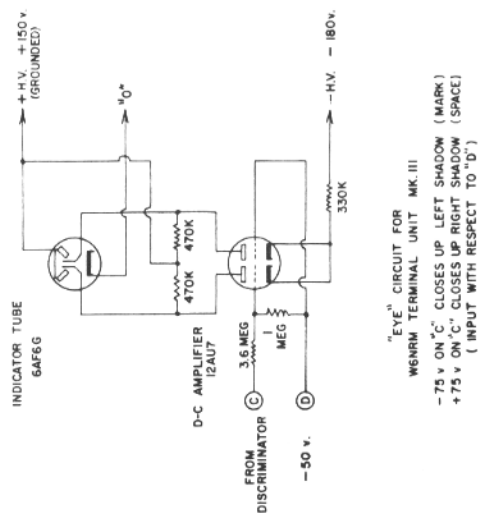 INDICATOR TUBE
6AF6G
+ H.V. +150 v.
(GROUNDED)
"O"
470K
470K
D-C AMPLIFIER
12AU7
3.6 MEG
1
MEG
FROM
DISCRIMINATOR
C
D
-50 v.
330K
-H.V. - 180v.
"EYE" CIRCUIT FOR
W6NRM TERMINAL UNIT MK. III
-75 v ON "C" CLOSES UP LEFT SHADOW (MARK)
+75 v ON "C" CLOSES UP RIGHT SHADOW (SPACE)
( INPUT WITH RESPECT TO "D" )